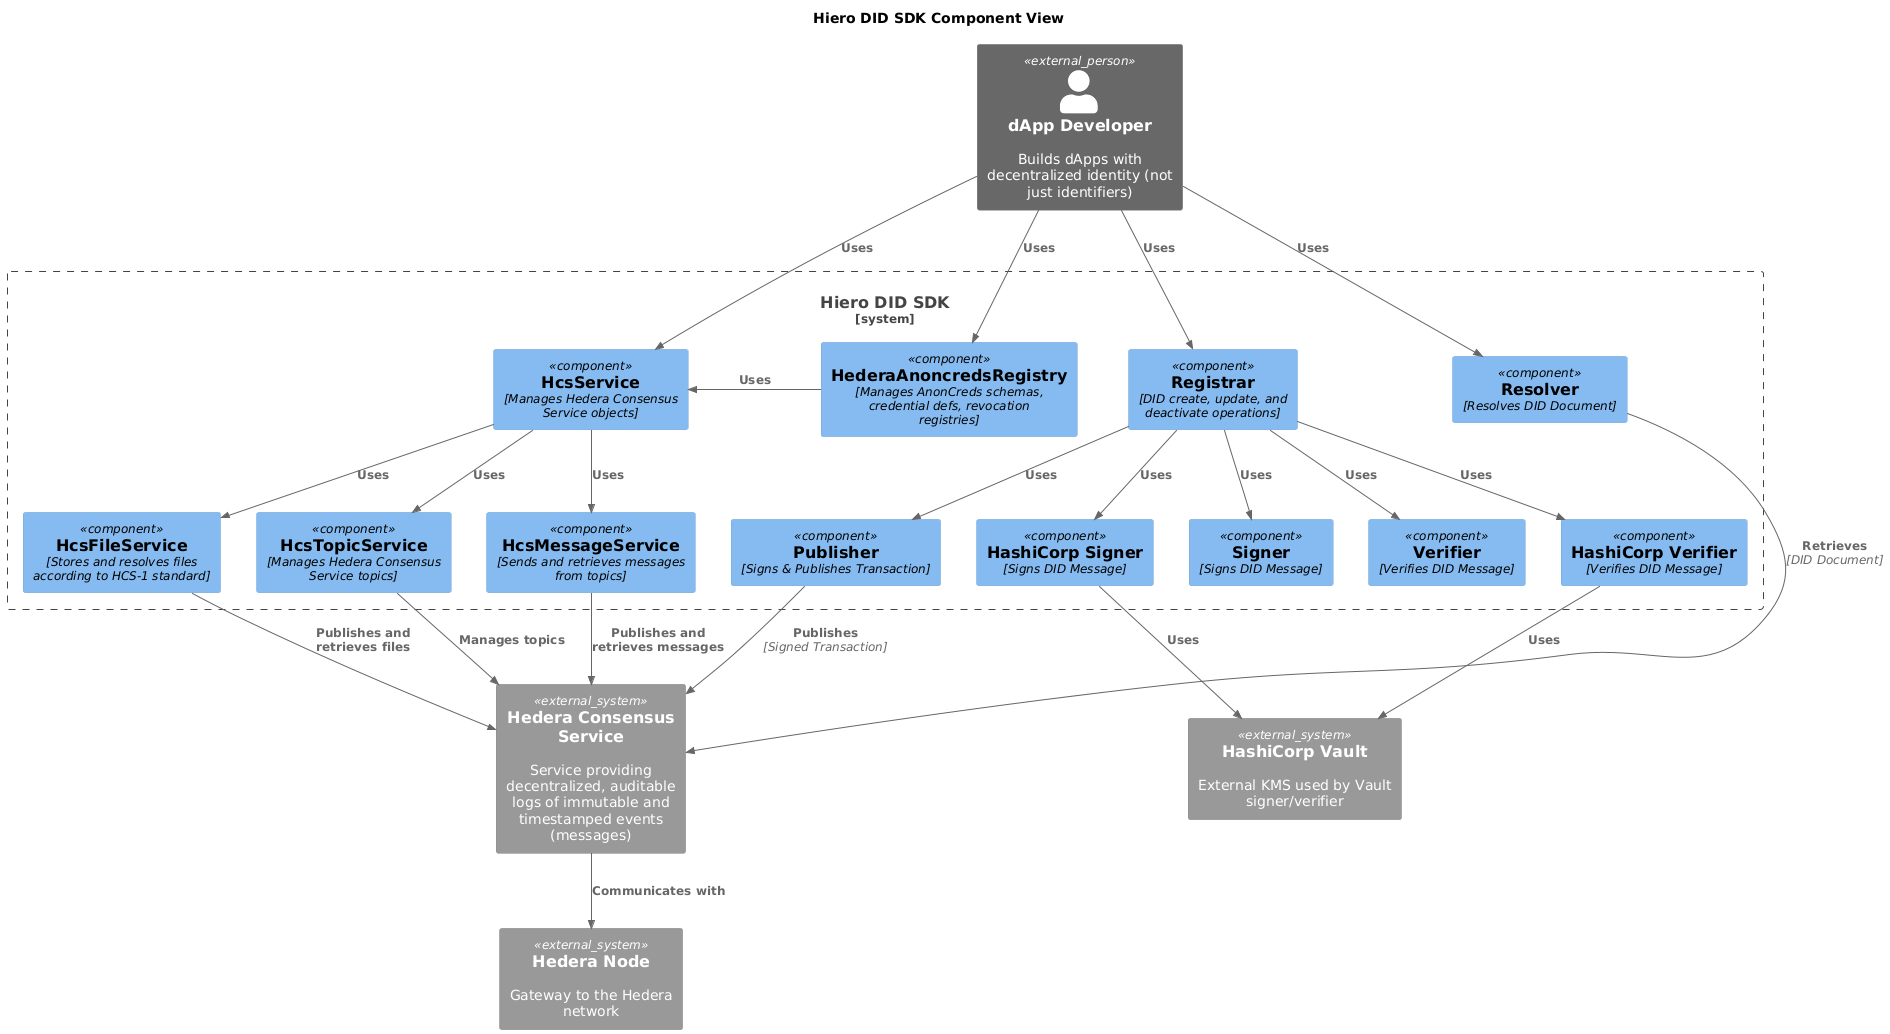 Hiero DID SDK Component View
«external_person»
dApp Developer
Builds dApps with
decentralized identity (not
just identifiers)
Uses
Uses
Uses
Uses
Hiero DID SDK
[system]
«component»
HcsService
[Manages Hedera Consensus
Service objects]
Uses
«component»
HederaAnoncredsRegistry
[Manages AnonCreds schemas,
credential defs, revocation
registries]
«component»
Registrar
[DID create, update, and
deactivate operations]
«component»
Resolver
[Resolves DID Document]
Uses
Uses
Uses
Uses
Uses
Uses
Uses
Uses
«component»
HcsFileService
[Stores and resolves files
according to HCS-1 standard]
«component»
HcsTopicService
[Manages Hedera Consensus
Service topics]
«component»
HcsMessageService
[Sends and retrieves messages
from topics]
«component»
Publisher
[Signs & Publishes Transaction]
«component»
HashiCorp Signer
[Signs DID Message]
«component»
Signer
[Signs DID Message]
«component»
Verifier
[Verifies DID Message]
«component»
HashiCorp Verifier
[Verifies DID Message]
Retrieves
[DID Document]
Publishes and
retrieves files
Manages topics
Publishes and
retrieves messages
Publishes
[Signed Transaction]
Uses
Uses
«external_system»
Hedera Consensus
Service
Service providing
decentralized, auditable
logs of immutable and
timestamped events
(messages)
«external_system»
HashiCorp Vault
External KMS used by Vault
signer/verifier
Communicates with
«external_system»
Hedera Node
Gateway to the Hedera
network